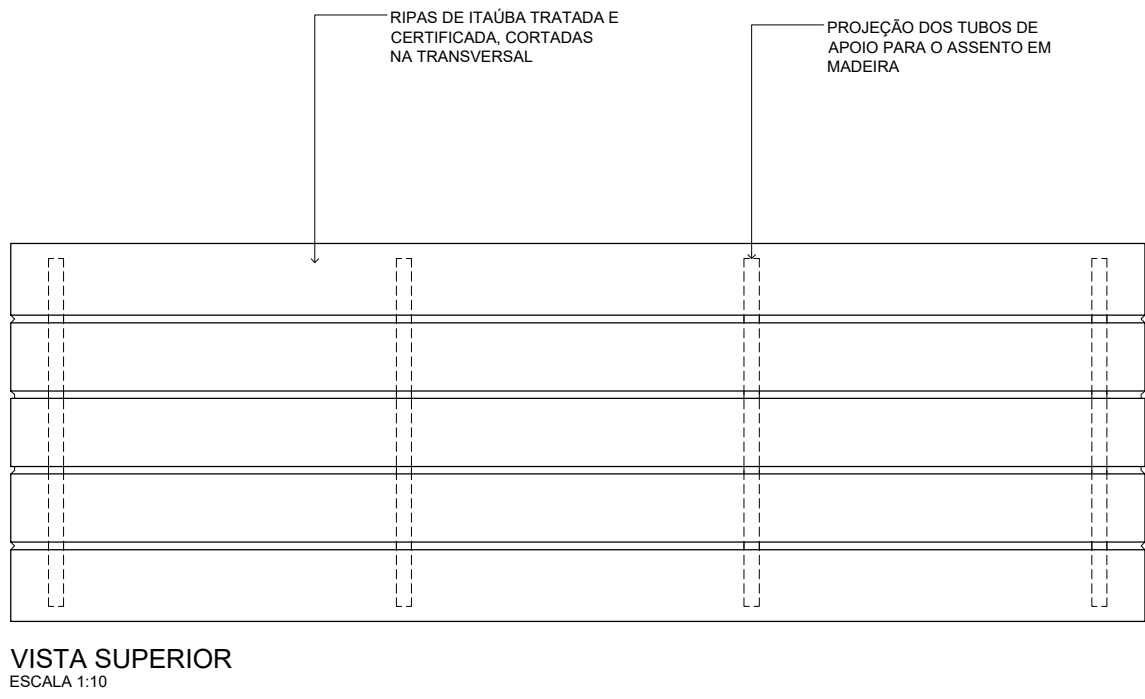 RIPAS DE ITAÚBA TRATADA E
CERTIFICADA, CORTADAS
NA TRANSVERSAL
PROJEÇÃO DOS TUBOS DE
APOIO PARA O ASSENTO EM
MADEIRA
VISTA SUPERIOR
ESCALA 1:10